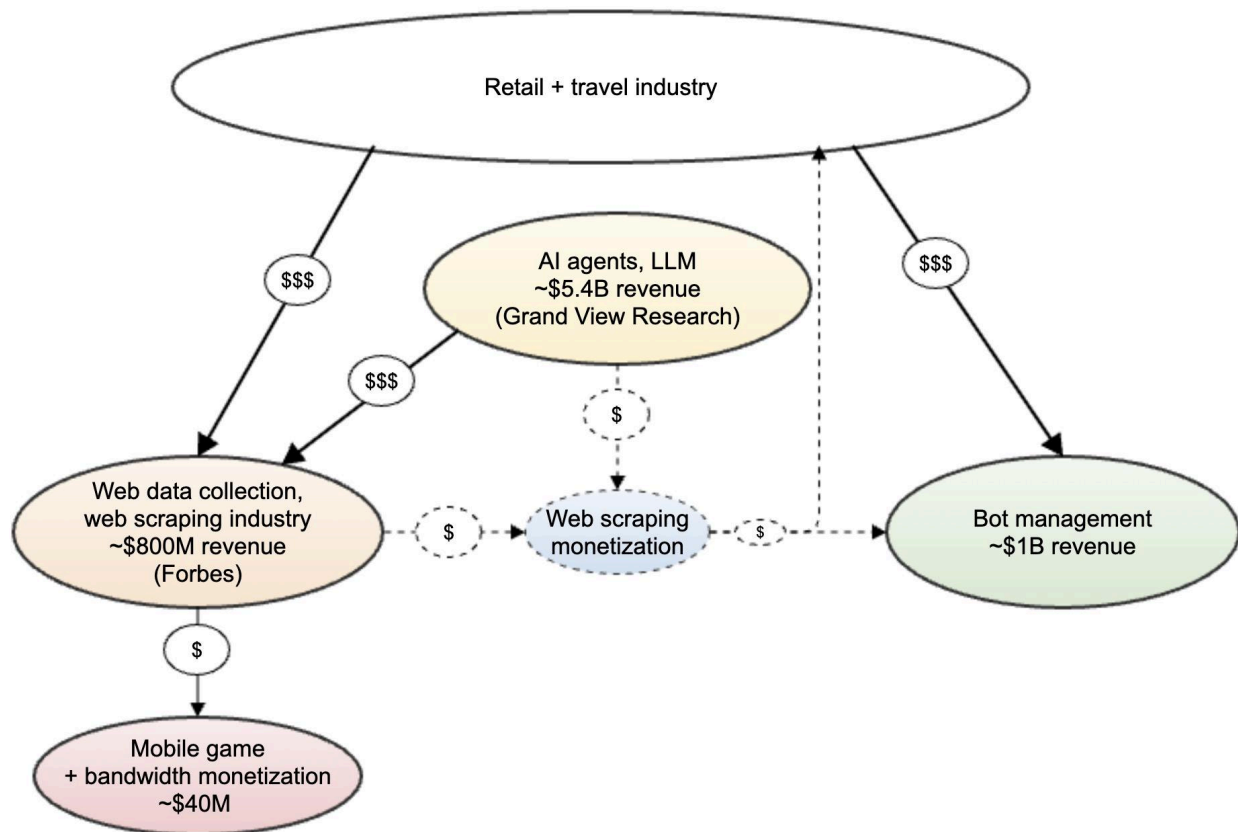 Retail + travel industry
AI agents, LLM
~$5.4B revenue
(Grand View Research)
$$$
$$$
$$$
$
Web data collection,
web scraping industry
~$800M revenue
(Forbes)
$
Web scraping
monetization
$
Bot management
~$1B revenue
$
Mobile game
+ bandwidth monetization
~$40M